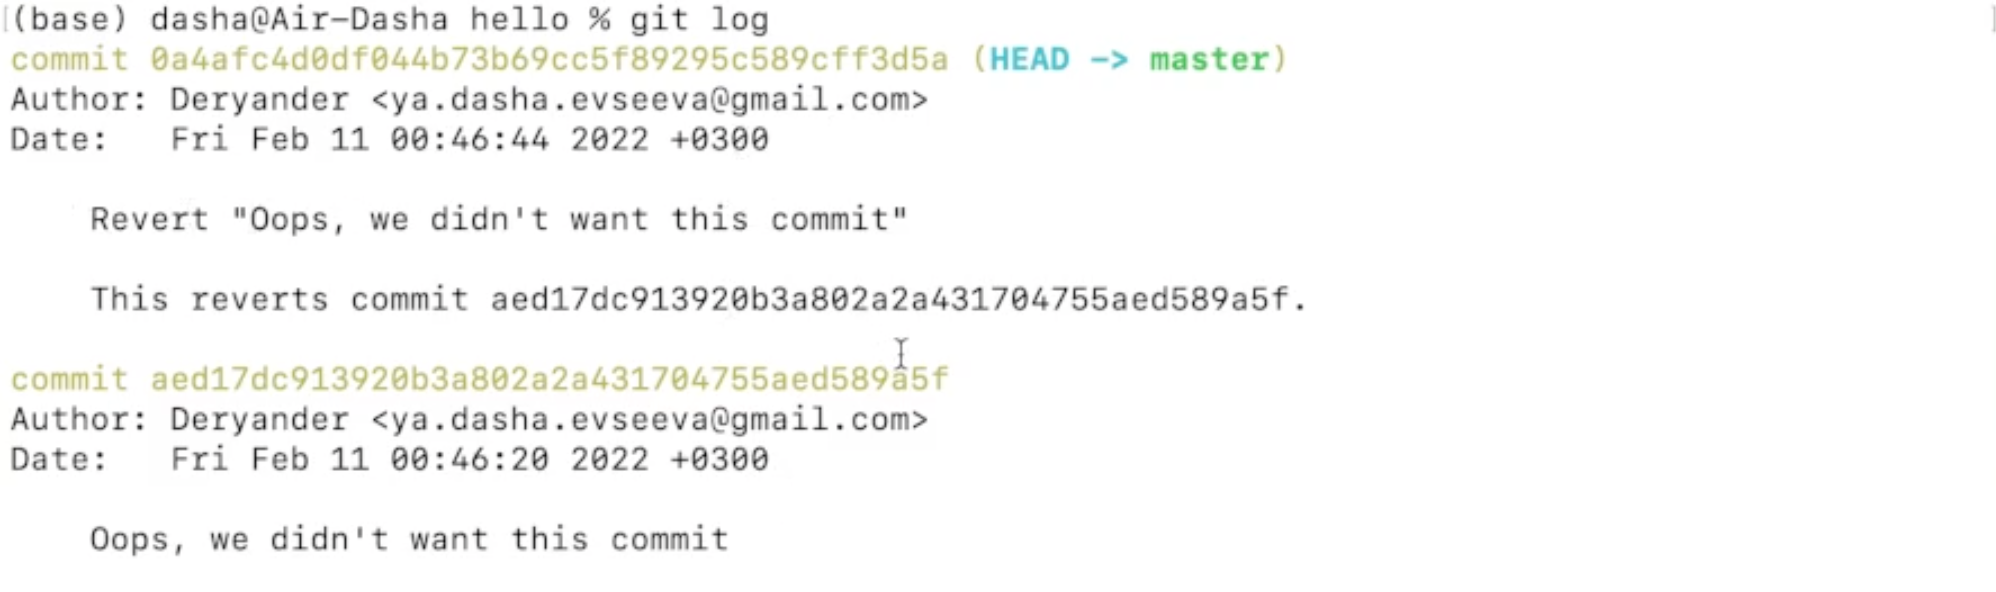 (base) dasha@Air-Dasha hello % git log
commit 0a4afc4d0df044b73b69cc5f89295c589cff3d5a (HEAD -> master)
Author: Deryander <ya.dasha.evseeva@gmail.com>
Date:   Fri Feb 11 00:46:44 2022 +0300
Revert "Oops, we didn't want this commit"
This reverts commit aed17dc913920b3a802a2a431704755aed589a5f.
commit aed17dc913920b3a802a2a431704755aed589a5f
Author: Deryander <ya.dasha.evseeva@gmail.com>
Date:   Fri Feb 11 00:46:20 2022 +0300
Oops, we didn't want this commit